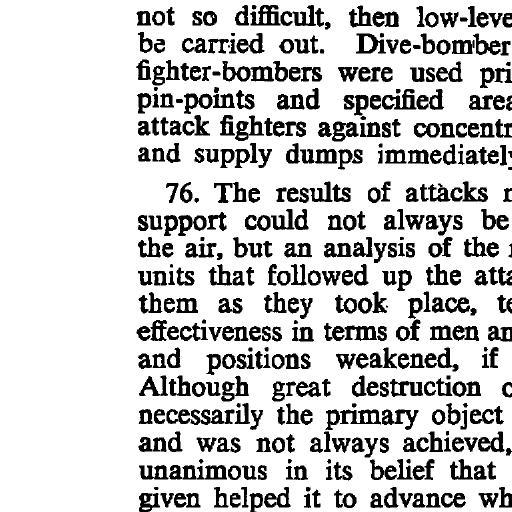 not so difficult, then low-leve
be carried out. Dive-bomber
fighter-bombers were used pri
pin-points and specified area
attack fighters against concentr
and supply dumps immediately
76. The results of attacks
support could not always be
the air, but an analysis of the
units that followed up the atta
them as they took place, te
effectiveness in terms of men an
and positions weakened, if
Although great destruction
necessarily the primary object
and was not always achieved,
unanimous in its belief that
given helped it to advance wh